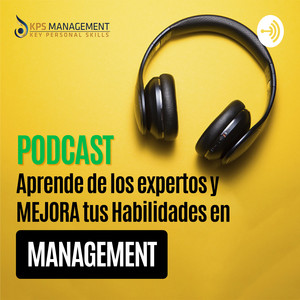 KPS MANAGEMENT
KEY PERSONAL SKILLS
PODCAST
Aprende de los expertos y
MEJORA tus Habilidades en
MANAGEMENT